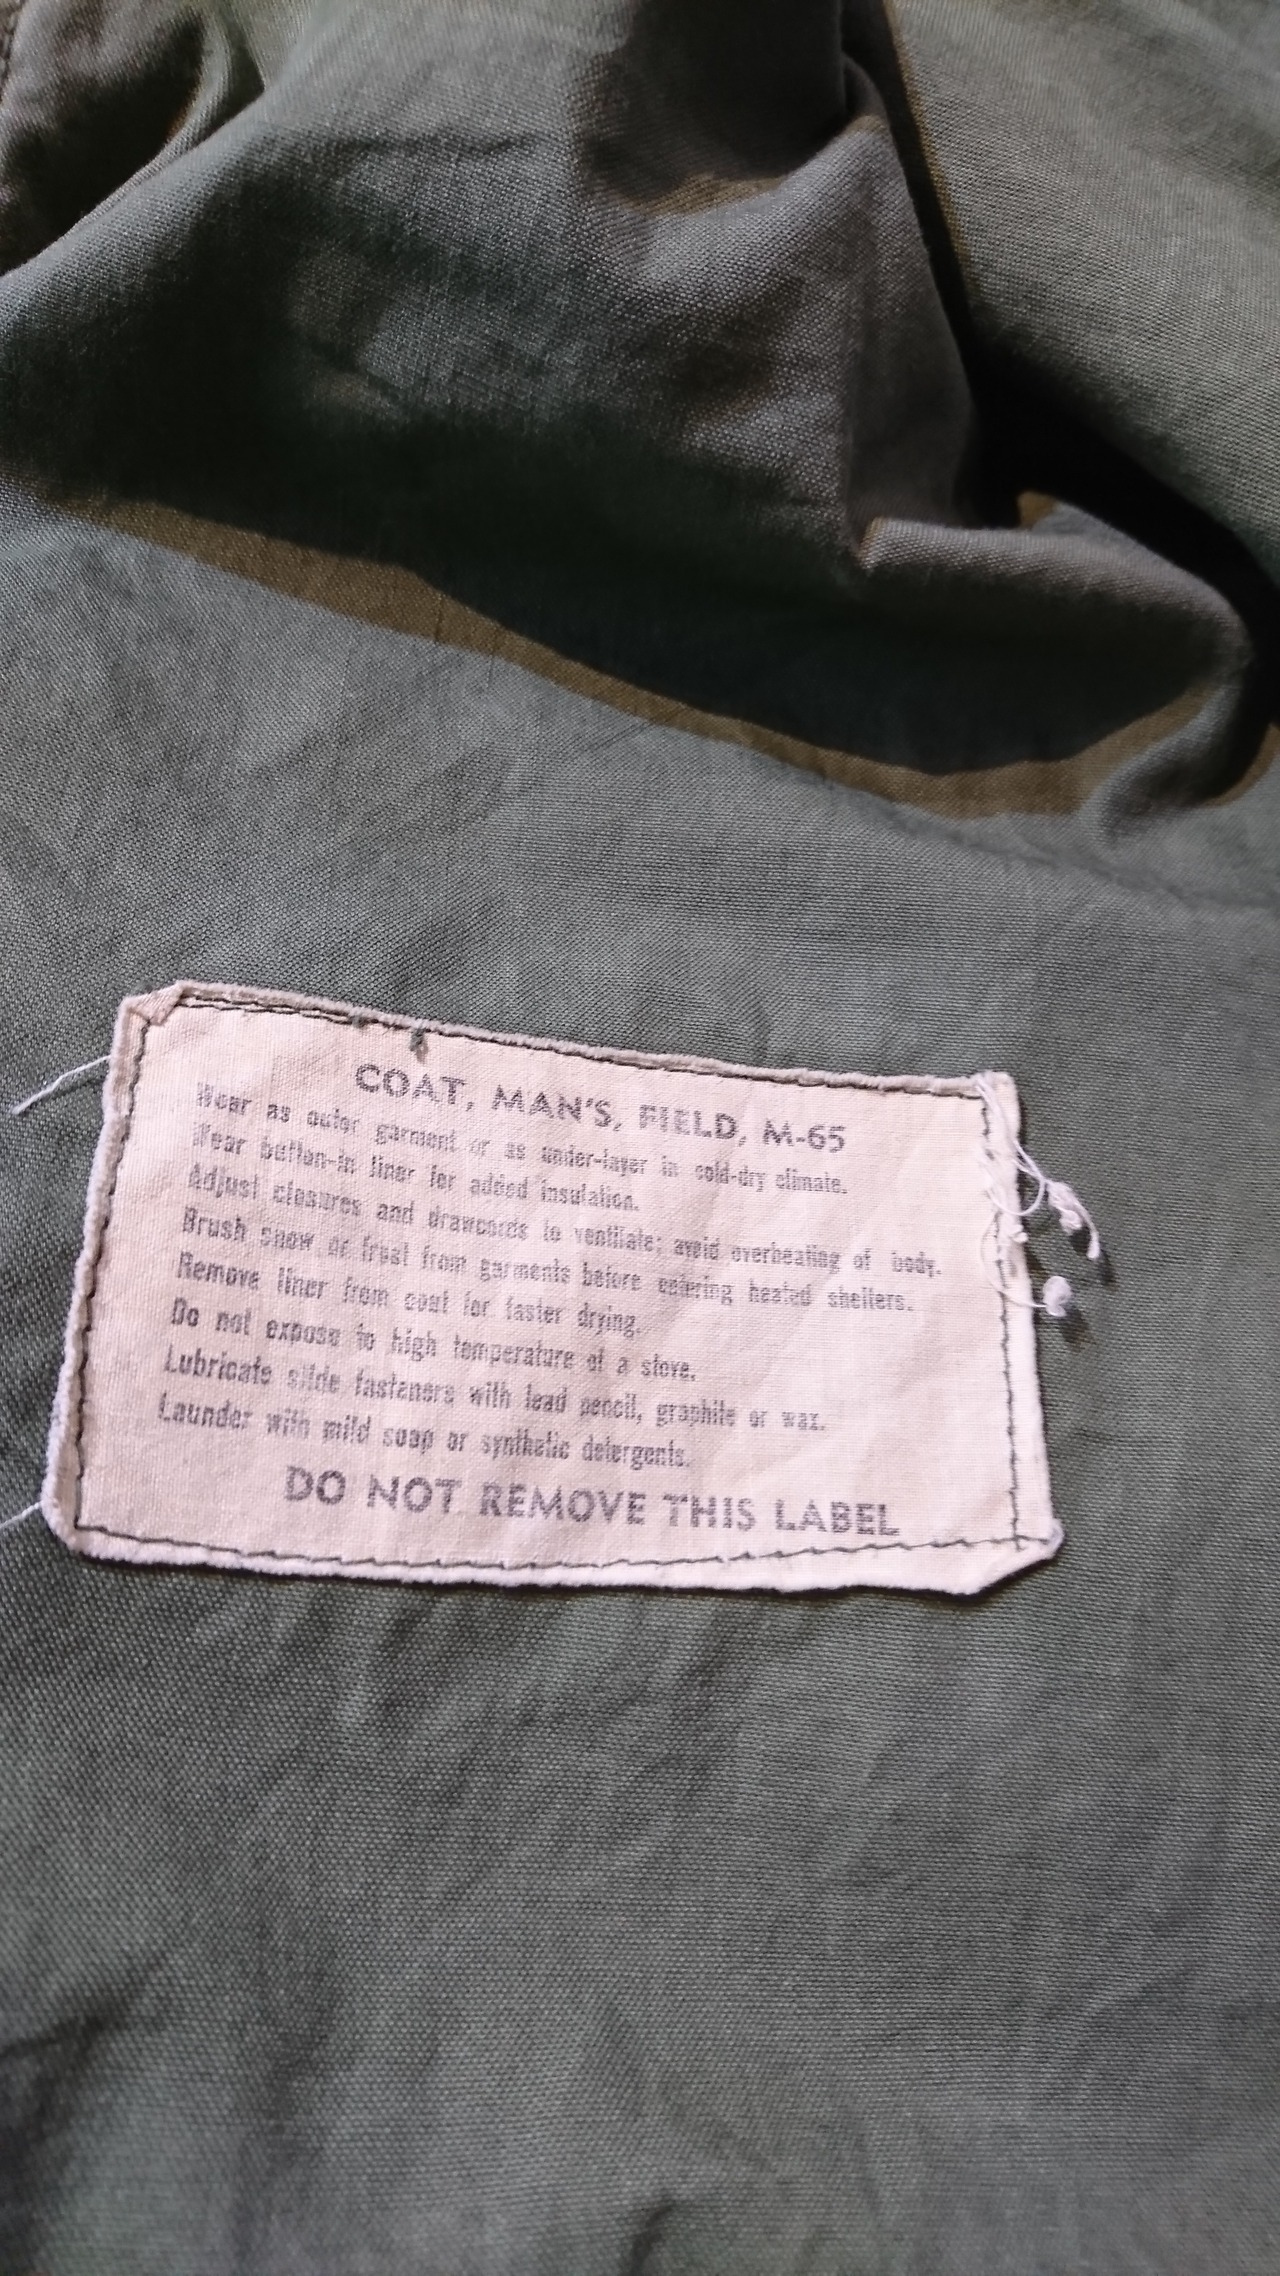 COAT, MAN'S, FIELD, M-65
Wear as outer garment or as under-layer in cold-dry climate.
Wear button-in liner for added insulation.
Adjust closures and drawcords to ventilate; avoid overheating of body.
Brush snow or frost from garments before entering heated shelters.
Remove liner from coat for faster drying.
Do not expose to high temperature of a stove.
Lubricate slide fasteners with lead pencil, graphite or wax.
Launder with mild soap or synthetic detergents.
DO NOT REMOVE THIS LABEL